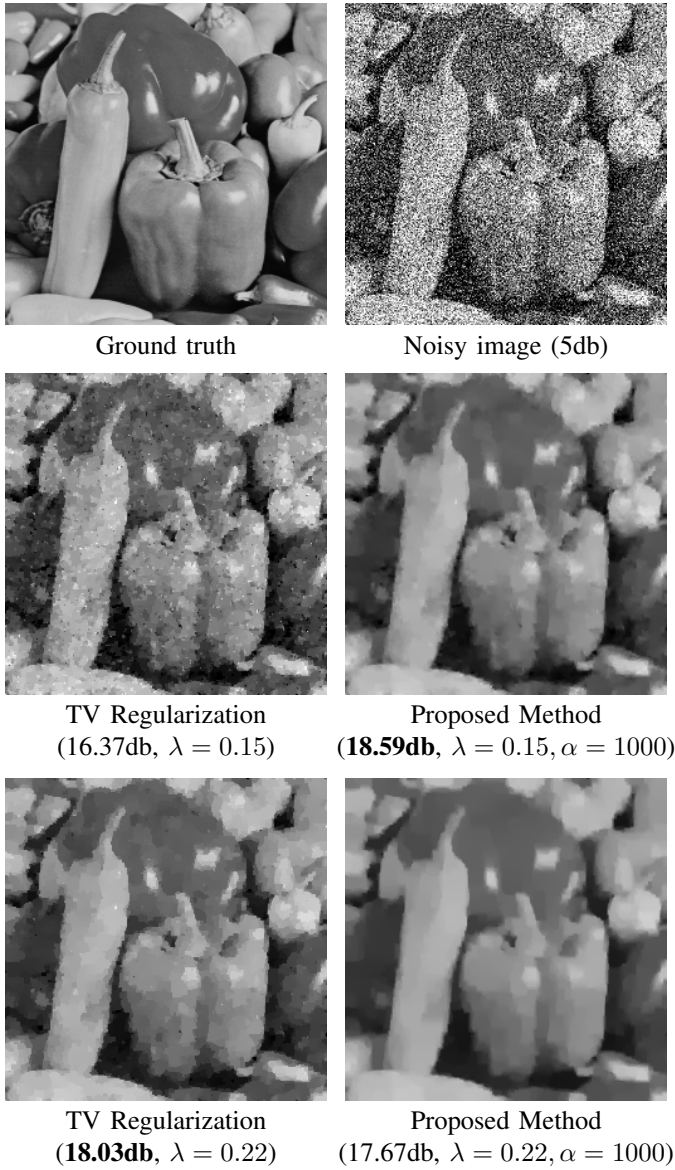 Ground truth
Noisy image (5db)
TV Regularization
(16.37db, λ = 0.15)
Proposed Method
(18.59db, λ = 0.15, α = 1000)
TV Regularization
(18.03db, λ = 0.22)
Proposed Method
(17.67db, λ = 0.22, α = 1000)